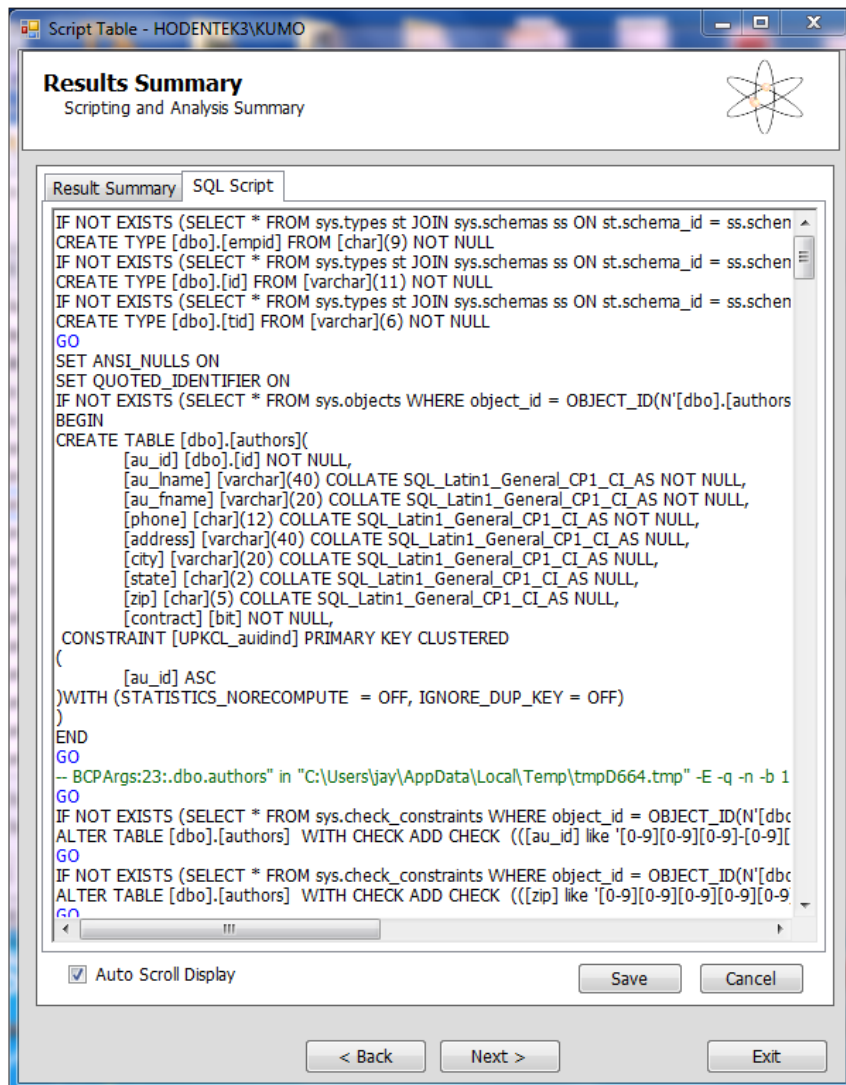 Script Table - HODENTEK3\KUMO
Results Summary
Scripting and Analysis Summary
Result Summary
SQL Script
IF NOT EXISTS (SELECT * FROM sys.types st JOIN sys.schemas ss ON st.schema_id = ss.schen
CREATE TYPE [dbo].[empid] FROM [char](9) NOT NULL
IF NOT EXISTS (SELECT * FROM sys.types st JOIN sys.schemas ss ON st.schema_id = ss.schen
CREATE TYPE [dbo].[id] FROM [varchar](11) NOT NULL
IF NOT EXISTS (SELECT * FROM sys.types st JOIN sys.schemas ss ON st.schema_id = ss.schen
CREATE TYPE [dbo].[tid] FROM [varchar](6) NOT NULL
GO
SET ANSI_NULLS ON
SET QUOTED_IDENTIFIER ON
IF NOT EXISTS (SELECT * FROM sys.objects WHERE object_id = OBJECT_ID(N'[dbo].[authors
BEGIN
CREATE TABLE [dbo].[authors](
[au_id] [dbo].[id] NOT NULL,
[au_lname] [varchar](40) COLLATE SQL_Latin1_General_CP1_CI_AS NOT NULL,
[au_fname] [varchar](20) COLLATE SQL_Latin1_General_CP1_CI_AS NOT NULL,
[phone] [char](12) COLLATE SQL_Latin1_General_CP1_CI_AS NOT NULL,
[address] [varchar](40) COLLATE SQL_Latin1_General_CP1_CI_AS NULL,
[city] [varchar](20) COLLATE SQL_Latin1_General_CP1_CI_AS NULL,
[state] [char](2) COLLATE SQL_Latin1_General_CP1_CI_AS NULL,
[zip] [char](5) COLLATE SQL_Latin1_General_CP1_CI_AS NULL,
[contract] [bit] NOT NULL,
CONSTRAINT [UPKCL_auidind] PRIMARY KEY CLUSTERED
(
[au_id] ASC
)WITH (STATISTICS_NORECOMPUTE  = OFF, IGNORE_DUP_KEY = OFF)
)
END
GO
-- BCPArgs:23:.dbo.authors" in "C:\Users\jay\AppData\Local\Temp\tmpD664.tmp" -E -q -n -b 1
GO
IF NOT EXISTS (SELECT * FROM sys.check_constraints WHERE object_id = OBJECT_ID(N'[dbc
ALTER TABLE [dbo].[authors]  WITH CHECK ADD CHECK  (([au_id] like '[0-9][0-9][0-9]-[0-9][
GO
IF NOT EXISTS (SELECT * FROM sys.check_constraints WHERE object_id = OBJECT_ID(N'[dbc
ALTER TABLE [dbo].[authors]  WITH CHECK ADD CHECK  (([zip] like '[0-9][0-9][0-9][0-9][0-9
GO
Auto Scroll Display
Save
Cancel
< Back
Next >
Exit